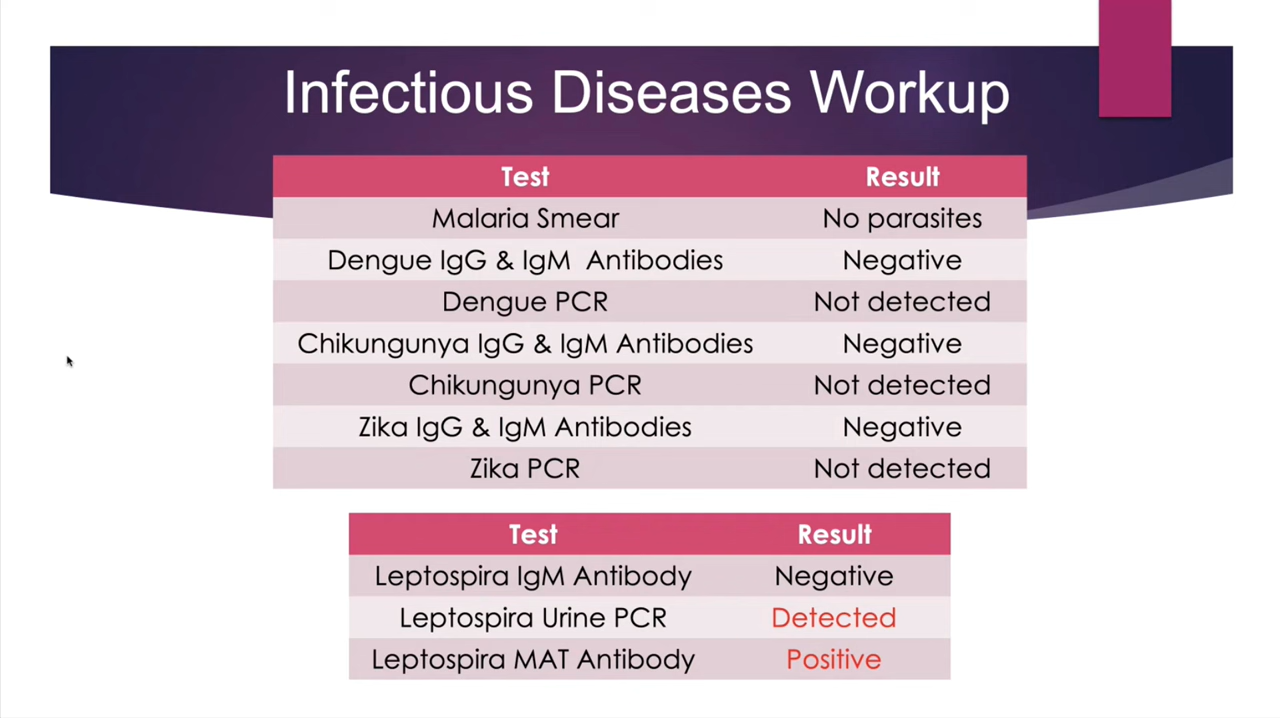 Infectious Diseases Workup
Test Result
Malaria Smear No parasites
Dengue IgG & IgM Antibodies Negative
Dengue PCR Not detected
Chikungunya IgG & IgM Antibodies Negative
Chikungunya PCR Not detected
Zika IgG & IgM Antibodies Negative
Zika PCR Not detected
Test Result
Leptospira IgM Antibody Negative
Leptospira Urine PCR Detected
Leptospira MAT Antibody Positive